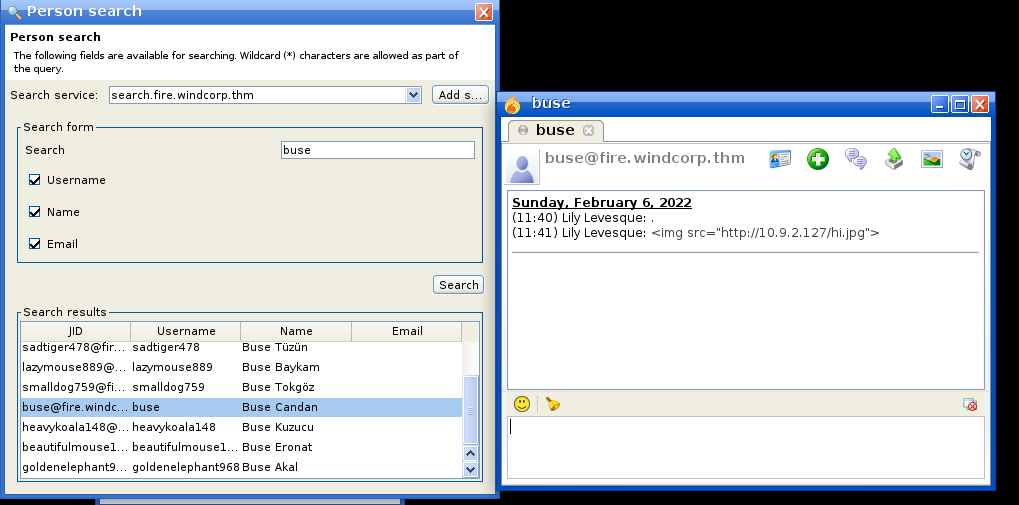 Person search
Person search
The following fields are available for searching. Wildcard (*) characters are allowed as part of
the query.
Search service: search.fire.windcorp.thm Add s...
Search form
Search buse
Username
Name
Email
Search
Search results
JID Username Name Email
sadtiger478@fir... sadtiger478 Buse Tüzün
lazymouse889@... lazymouse889 Buse Baykam
smalldog759@fi... smalldog759 Buse Tokgöz
buse@fire.windc... buse Buse Candan
heavykoala148@... heavykoala148 Buse Kuzucu
beautifulmouse1... beautifulmouse1... Buse Eronat
goldenelephant9... goldenelephant968 Buse Akal
buse
buse
buse@fire.windcorp.thm
Sunday, February 6, 2022
(11:40) Lily Levesque: .
(11:41) Lily Levesque: <img src="http://10.9.2.127/hi.jpg">